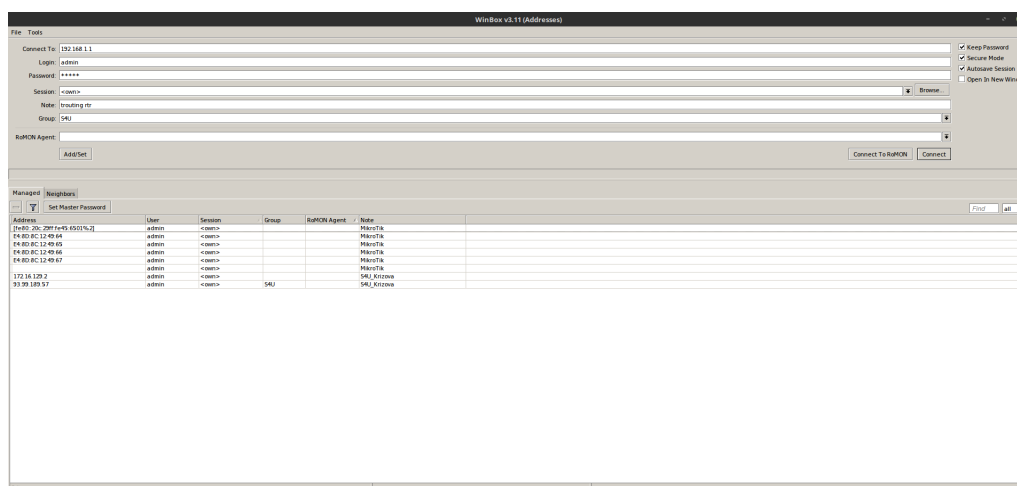 WinBox v3.11 (Addresses)
File Tools
Connect To: 192.168.1.1
Login: admin
Password: *****
Session: <own>
Browse...
Note: trouting rtr
Group: S4U
RoMON Agent:
Add/Set
Connect To RoMON
Connect
Keep Password
Secure Mode
Autosave Session
Open In New Win
Managed Neighbors
Set Master Password
Find all
Address User Session Group RoMON Agent Note
admin <own> MikroTik
E4:8D:8C:12:49:64 admin <own> MikroTik
E4:8D:8C:12:49:65 admin <own> MikroTik
E4:8D:8C:12:49:66 admin <own> MikroTik
E4:8D:8C:12:49:67 admin <own> MikroTik
admin <own> MikroTik
172.16.129.2 admin <own> S4U_Krizova
93.99.189.57 admin <own> S4U S4U_Krizova